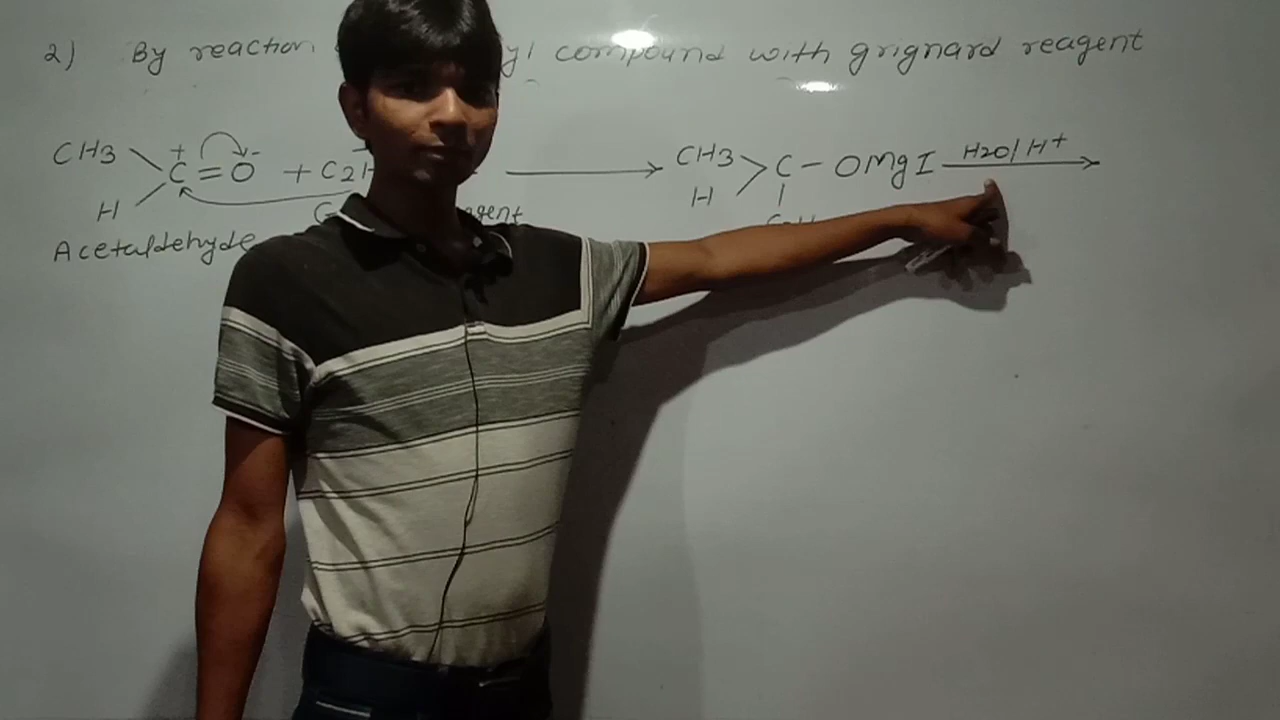 2) By reaction compound with grignard reagent
CH3 + - CH3 H2O/H+
C=O + C2H C-OMgI
H H
Acetaldehyde